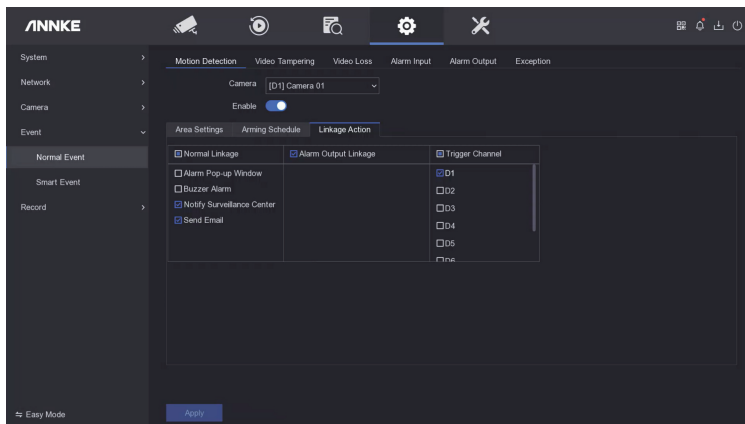 ANNKE
System
Network
Camera
Event
Normal Event
Smart Event
Record
Easy Mode
Motion Detection Video Tampering Video Loss Alarm Input Alarm Output Exception
Camera [D1] Camera 01
Enable
Area Settings Arming Schedule Linkage Action
Normal Linkage Alarm Output Linkage Trigger Channel
Alarm Pop-up Window D1
Buzzer Alarm D2
Notify Surveillance Center D3
Send Email D4
D5
D6
Apply